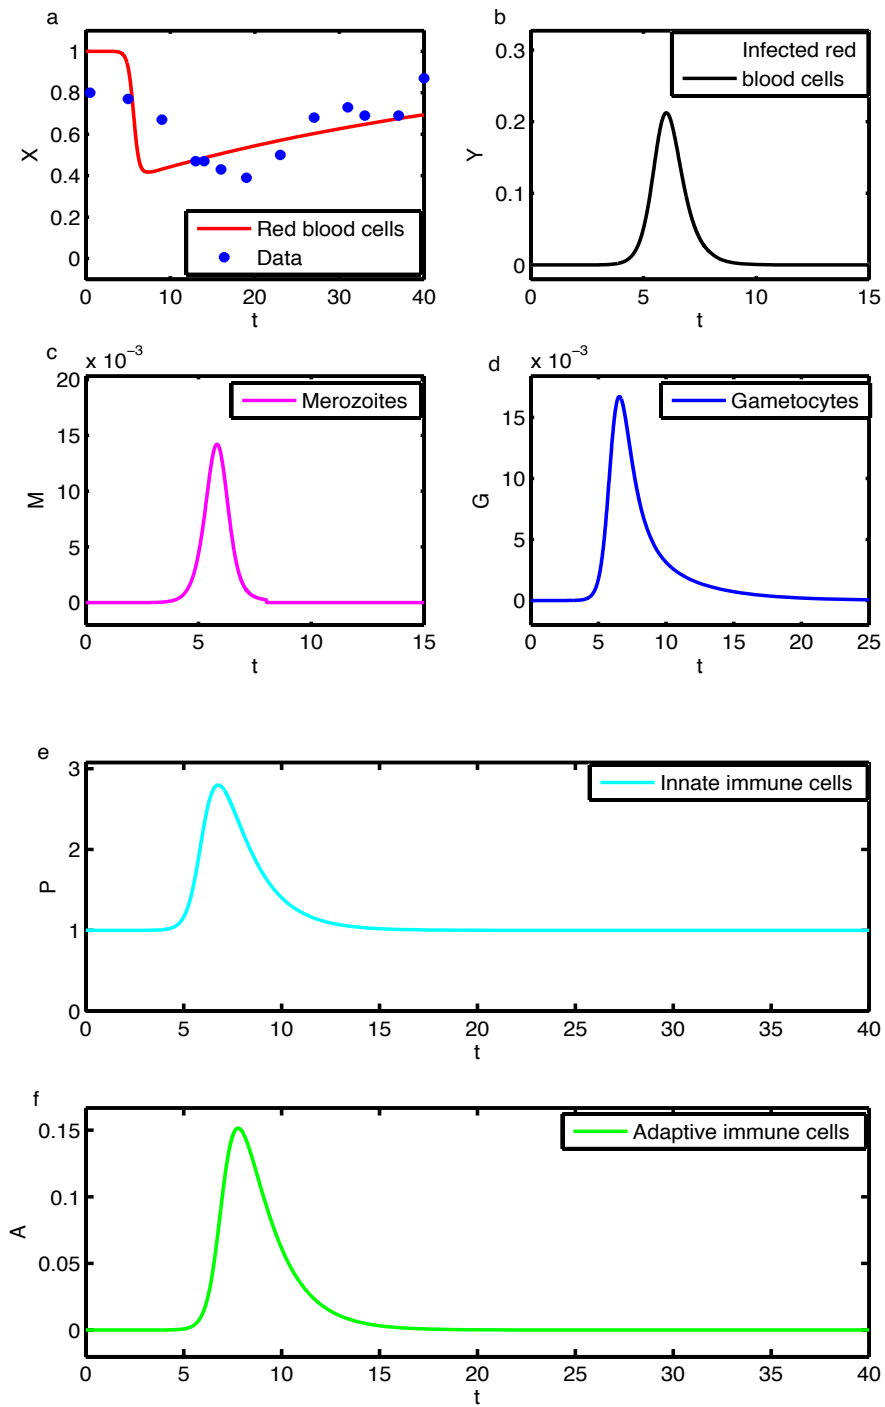 a
1
0.8
0.6
0.4
0.2
0
X
Red blood cells
Data
0
10
20
30
40
t
b
0.3
0.2
0.1
0
Y
Infected red
blood cells
0
5
10
15
t
c
x 10⁻³
20
15
10
5
0
M
Merozoites
0
5
10
15
t
d
x 10⁻³
15
10
5
0
G
Gametocytes
0
5
10
15
20
25
t
e
3
2
1
0
P
Innate immune cells
0
5
10
15
20
25
30
35
40
t
f
0.15
0.1
0.05
0
A
Adaptive immune cells
0
5
10
15
20
25
30
35
40
t